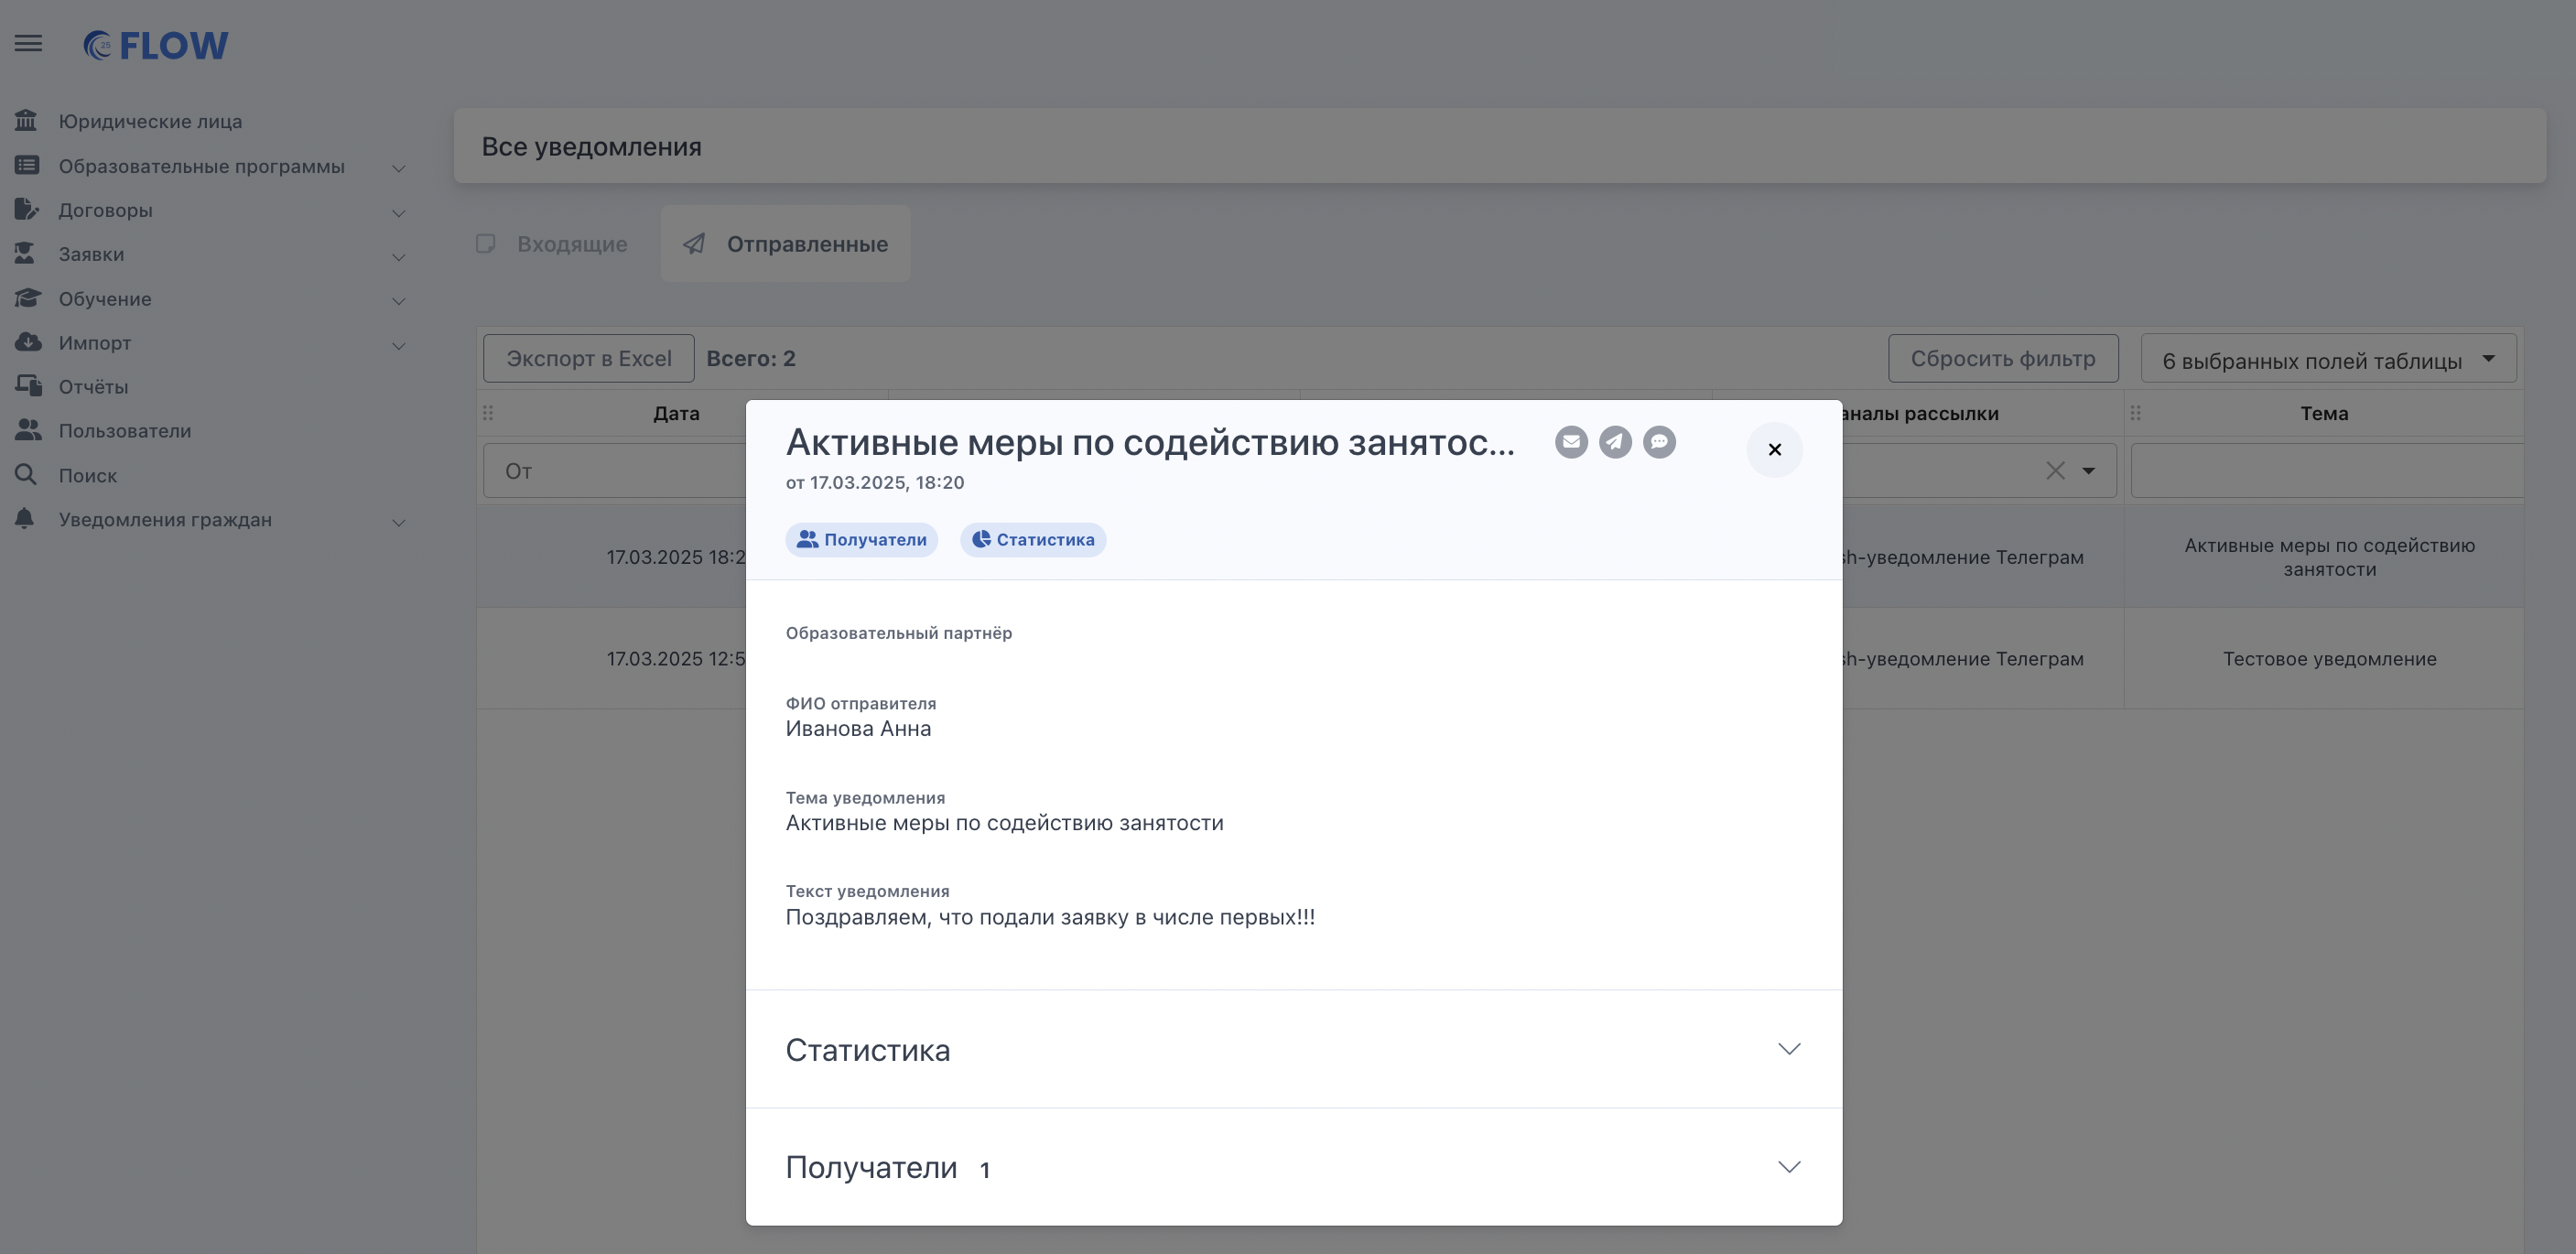 25 FLOW
Юридические лица
Образовательные программы
Договоры
Заявки
Обучение
Импорт
Отчёты
Пользователи
Поиск
Уведомления граждан
Все уведомления
Входящие
Отправленные
Экспорт в Excel
Всего: 2
Сбросить фильтр
6 выбранных полей таблицы
Дата
аналы рассылки
Тема
От
17.03.2025 18:2
sh-уведомление Телеграм
Активные меры по содействию
занятости
17.03.2025 12:5
sh-уведомление Телеграм
Тестовое уведомление
Активные меры по содействию занятос...
от 17.03.2025, 18:20
Получатели
Статистика
Образовательный партнёр
ФИО отправителя
Иванова Анна
Тема уведомления
Активные меры по содействию занятости
Текст уведомления
Поздравляем, что подали заявку в числе первых!!!
Статистика
Получатели 1